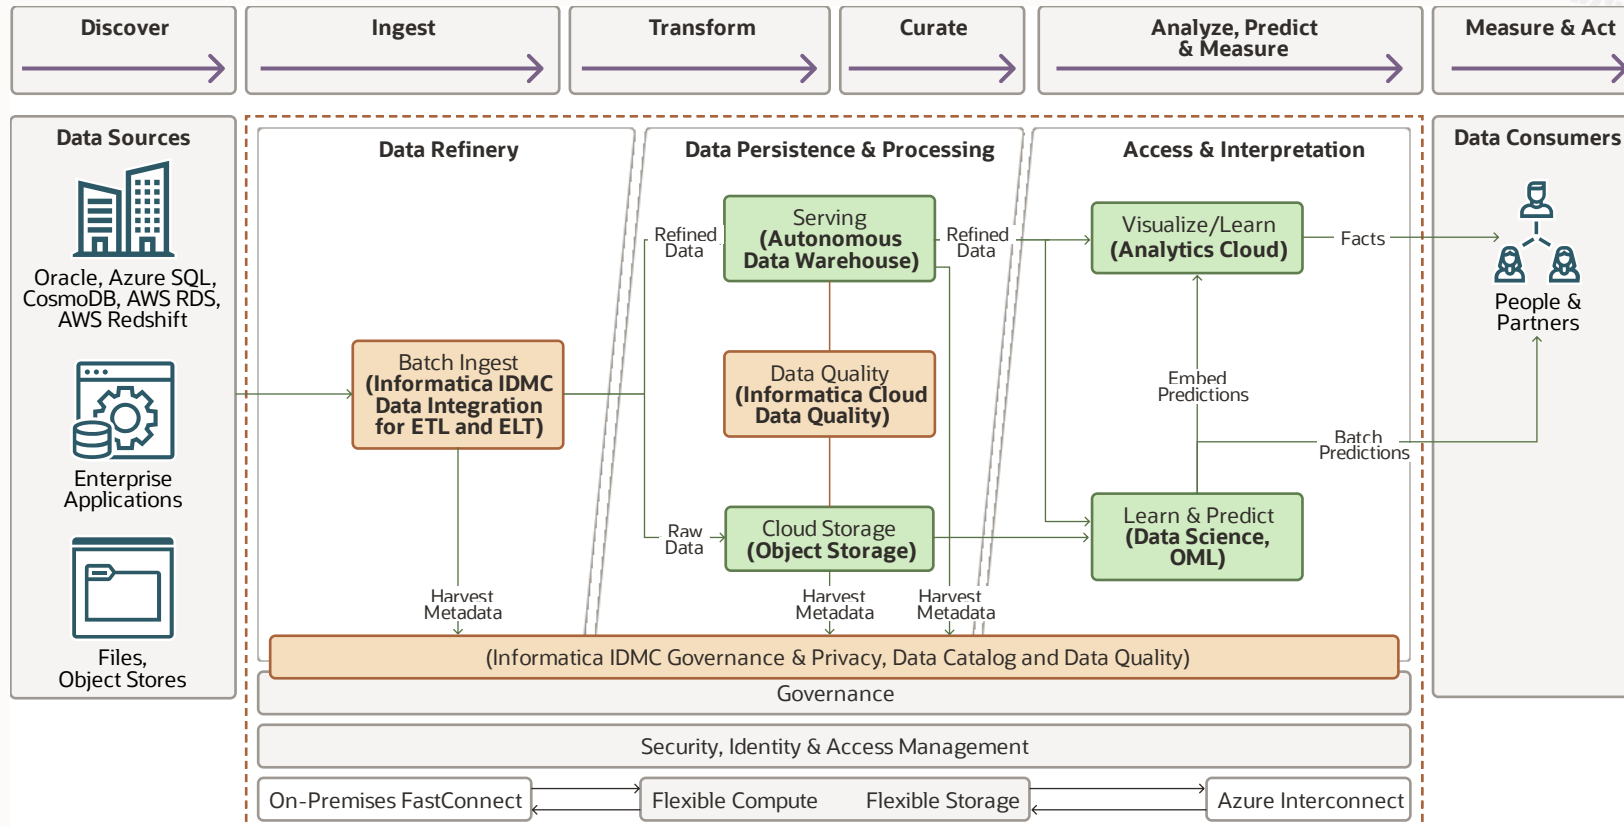 Discover
Ingest
Transform
Curate
Analyze, Predict
& Measure
Measure & Act
Data Sources
Oracle, Azure SQL,
CosmoDB, AWS RDS,
AWS Redshift
Enterprise
Applications
Files,
Object Stores
Data Refinery
Batch Ingest
(Informatica IDMC
Data Integration
for ETL and ELT)
Harvest
Metadata
Data Persistence & Processing
Refined
Data
Serving
(Autonomous
Data Warehouse)
Refined
Data
Data Quality
(Informatica Cloud
Data Quality)
Raw
Data
Cloud Storage
(Object Storage)
Harvest
Metadata
Harvest
Metadata
Access & Interpretation
Visualize/Learn
(Analytics Cloud)
Facts
Embed
Predictions
Batch
Predictions
Learn & Predict
(Data Science,
OML)
Data Consumers
People &
Partners
(Informatica IDMC Governance & Privacy, Data Catalog and Data Quality)
Governance
Security, Identity & Access Management
On-Premises FastConnect
Flexible Compute
Flexible Storage
Azure Interconnect